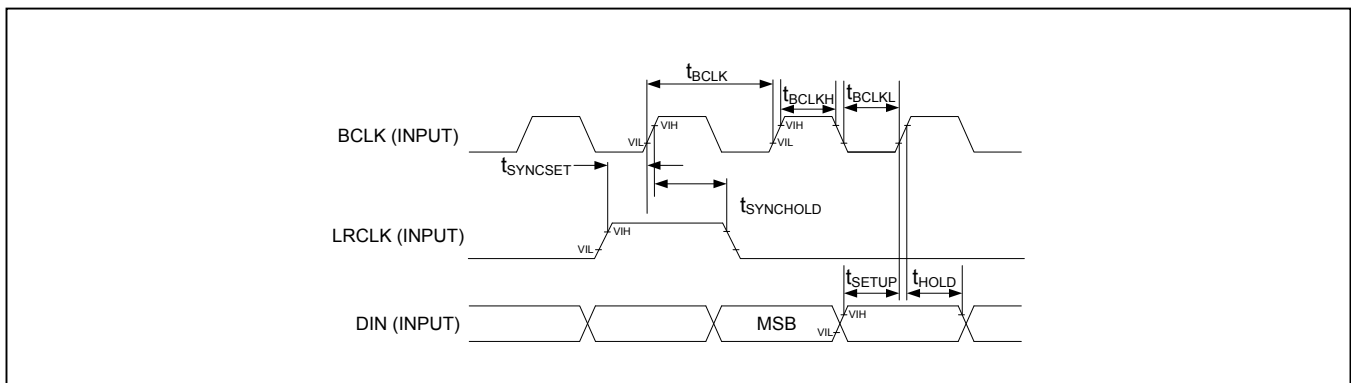 tBCLK
tBCLKH
tBCLKL
BCLK (INPUT)
VIH
VIL
VIH
VIL
tSYNCSET
tSYNCHOLD
LRCLK (INPUT)
VIH
VIL
tSETUP
tHOLD
DIN (INPUT)
MSB
VIH
VIL